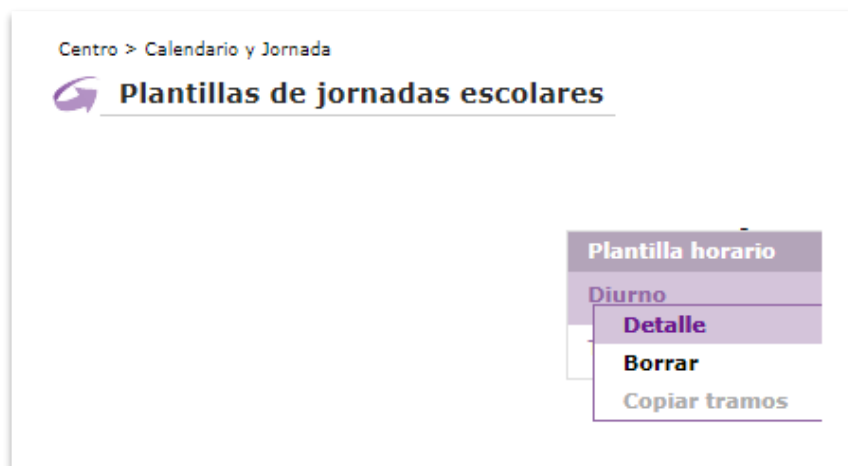 Centro > Calendario y Jornada
Plantillas de jornadas escolares
Plantilla horario
Diurno
Detalle
Borrar
Copiar tramos